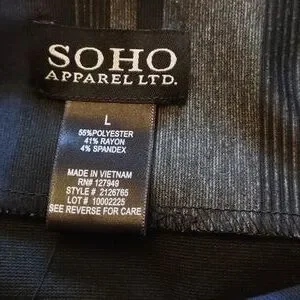 SOHO
APPAREL LTD.
L
55%POLYESTER
41% RAYON
4% SPANDEX
MADE IN VIETNAM
RN# 127949
STYLE # 2126765
LOT # 10002225
SEE REVERSE FOR CARE